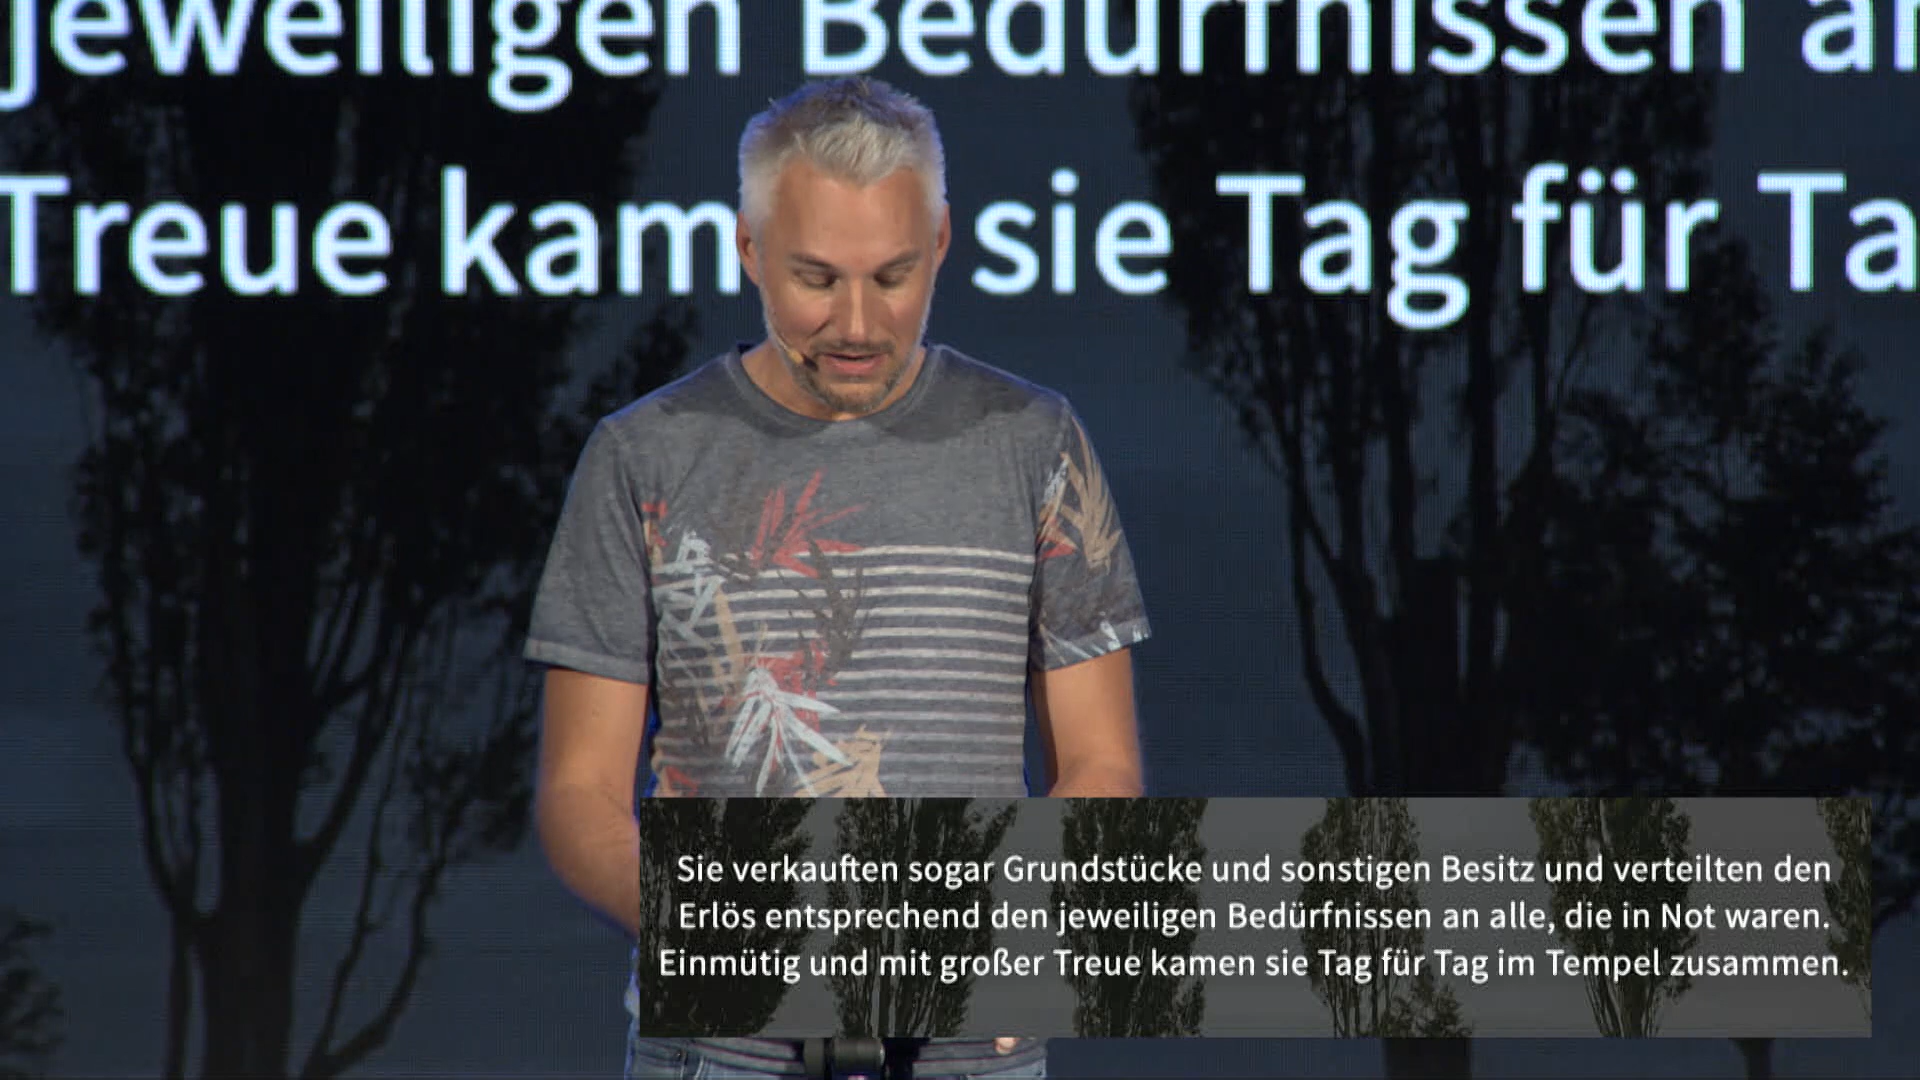 jeweiligen Bedürfnissen an
Treue kamen sie Tag für Ta
Sie verkauften sogar Grundstücke und sonstigen Besitz und verteilten den
Erlös entsprechend den jeweiligen Bedürfnissen an alle, die in Not waren.
Einmütig und mit großer Treue kamen sie Tag für Tag im Tempel zusammen.